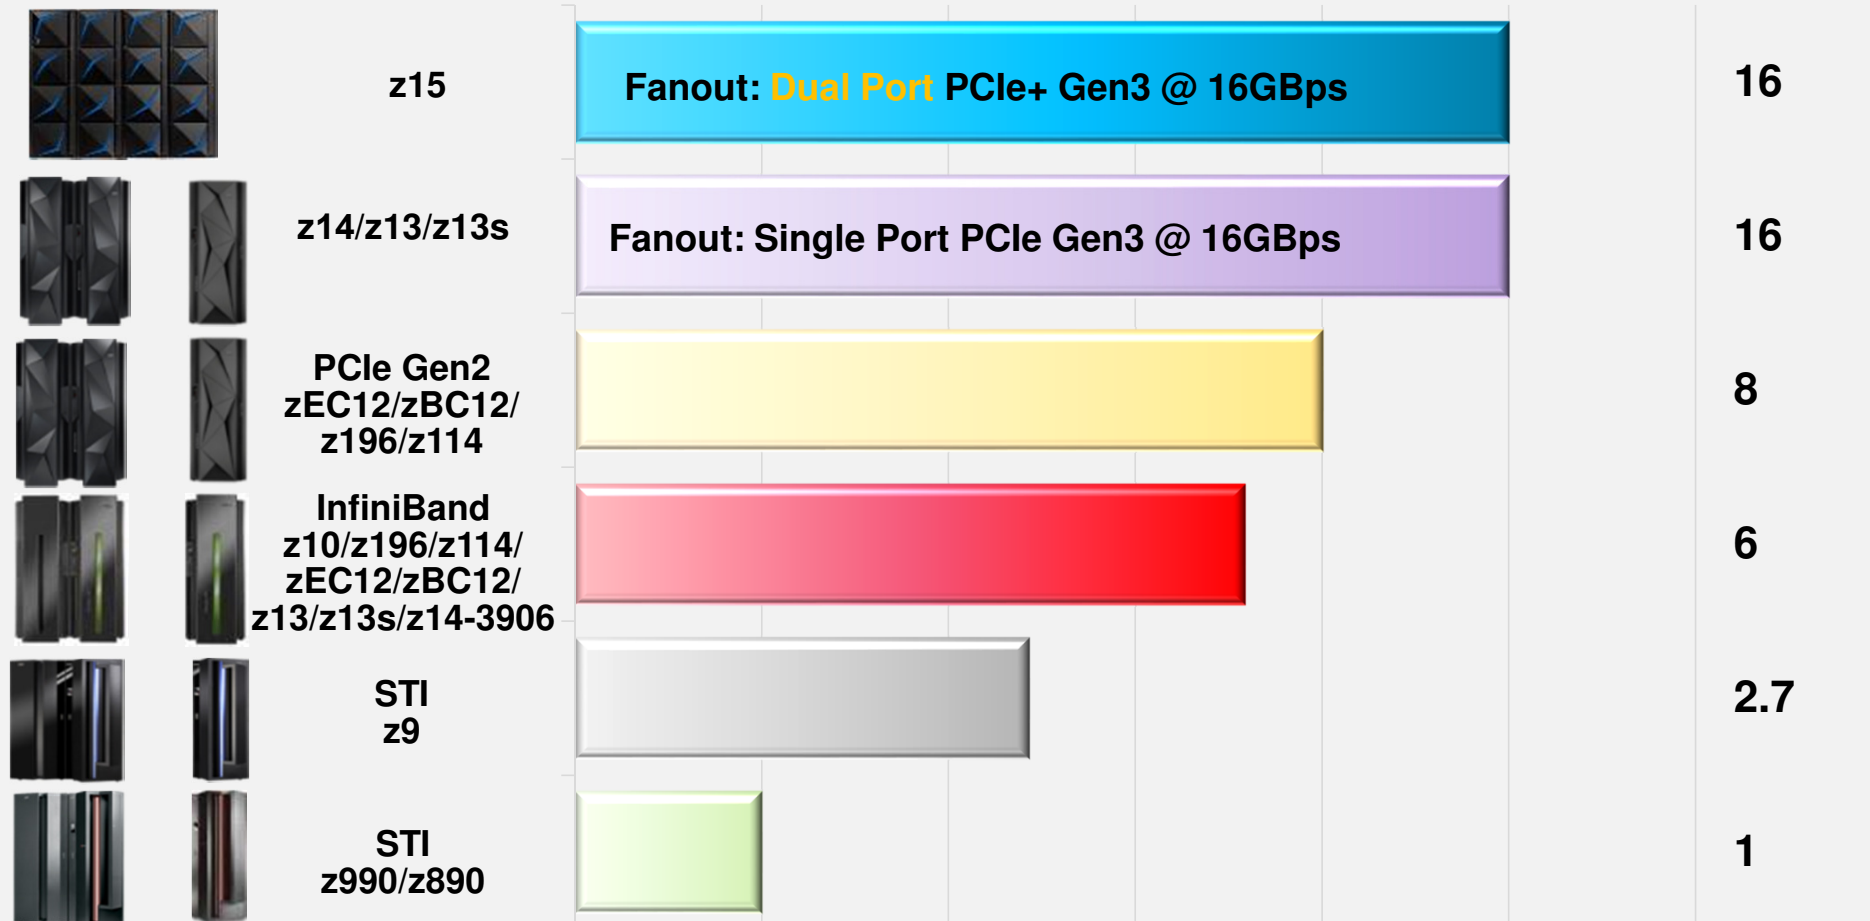 z15
Fanout: Dual Port PCIe+ Gen3 @ 16GBps
16
z14/z13/z13s
Fanout: Single Port PCIe Gen3 @ 16GBps
16
PCIe Gen2
zEC12/zBC12/
z196/z114
8
InfiniBand
z10/z196/z114/
zEC12/zBC12/
z13/z13s/z14-3906
6
STI
z9
2.7
STI
z990/z890
1